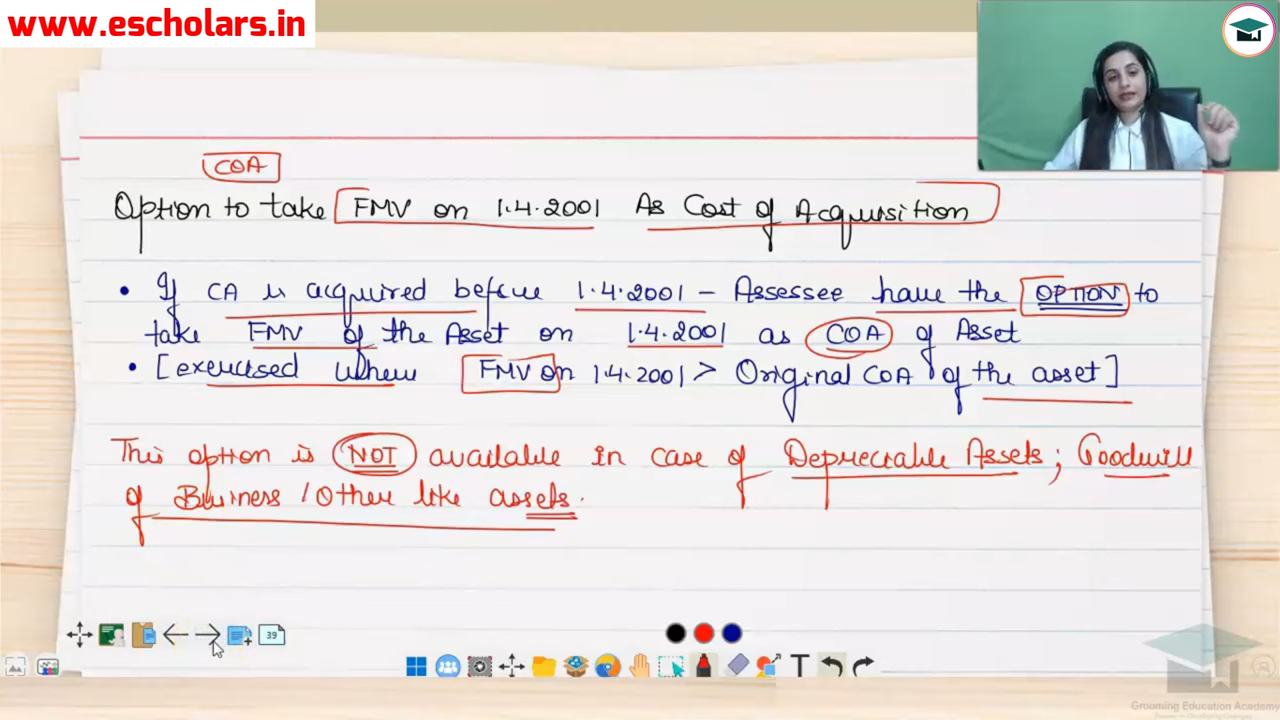 www.escholars.in
COA
Option to take FMV on 1.4.2001 As Cost of Acquisition
• If CA is acquired before 1.4.2001 - Assessee have the OPTION to
take FMV of the Asset on 1.4.2001 as COA of Asset
• [exercised where FMV on 1.4.2001 > Original COA of the asset]
This option is NOT available in case of Depreciable Assets; Goodwill
of Business / Other like assets.
39
Grooming Education Academy